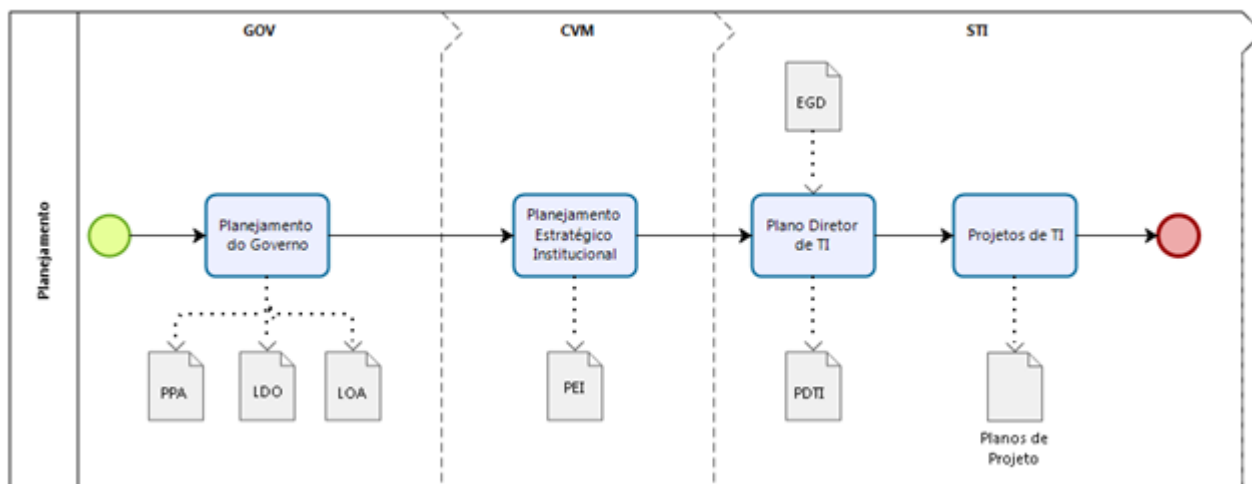 GOV
CVM
STI
EGD
Planejamento
Planejamento
do Governo
Planejamento
Estratégico
Institucional
Plano Diretor
de TI
Projetos de TI
PPA
LDO
LOA
PEI
PDTI
Planos de
Projeto